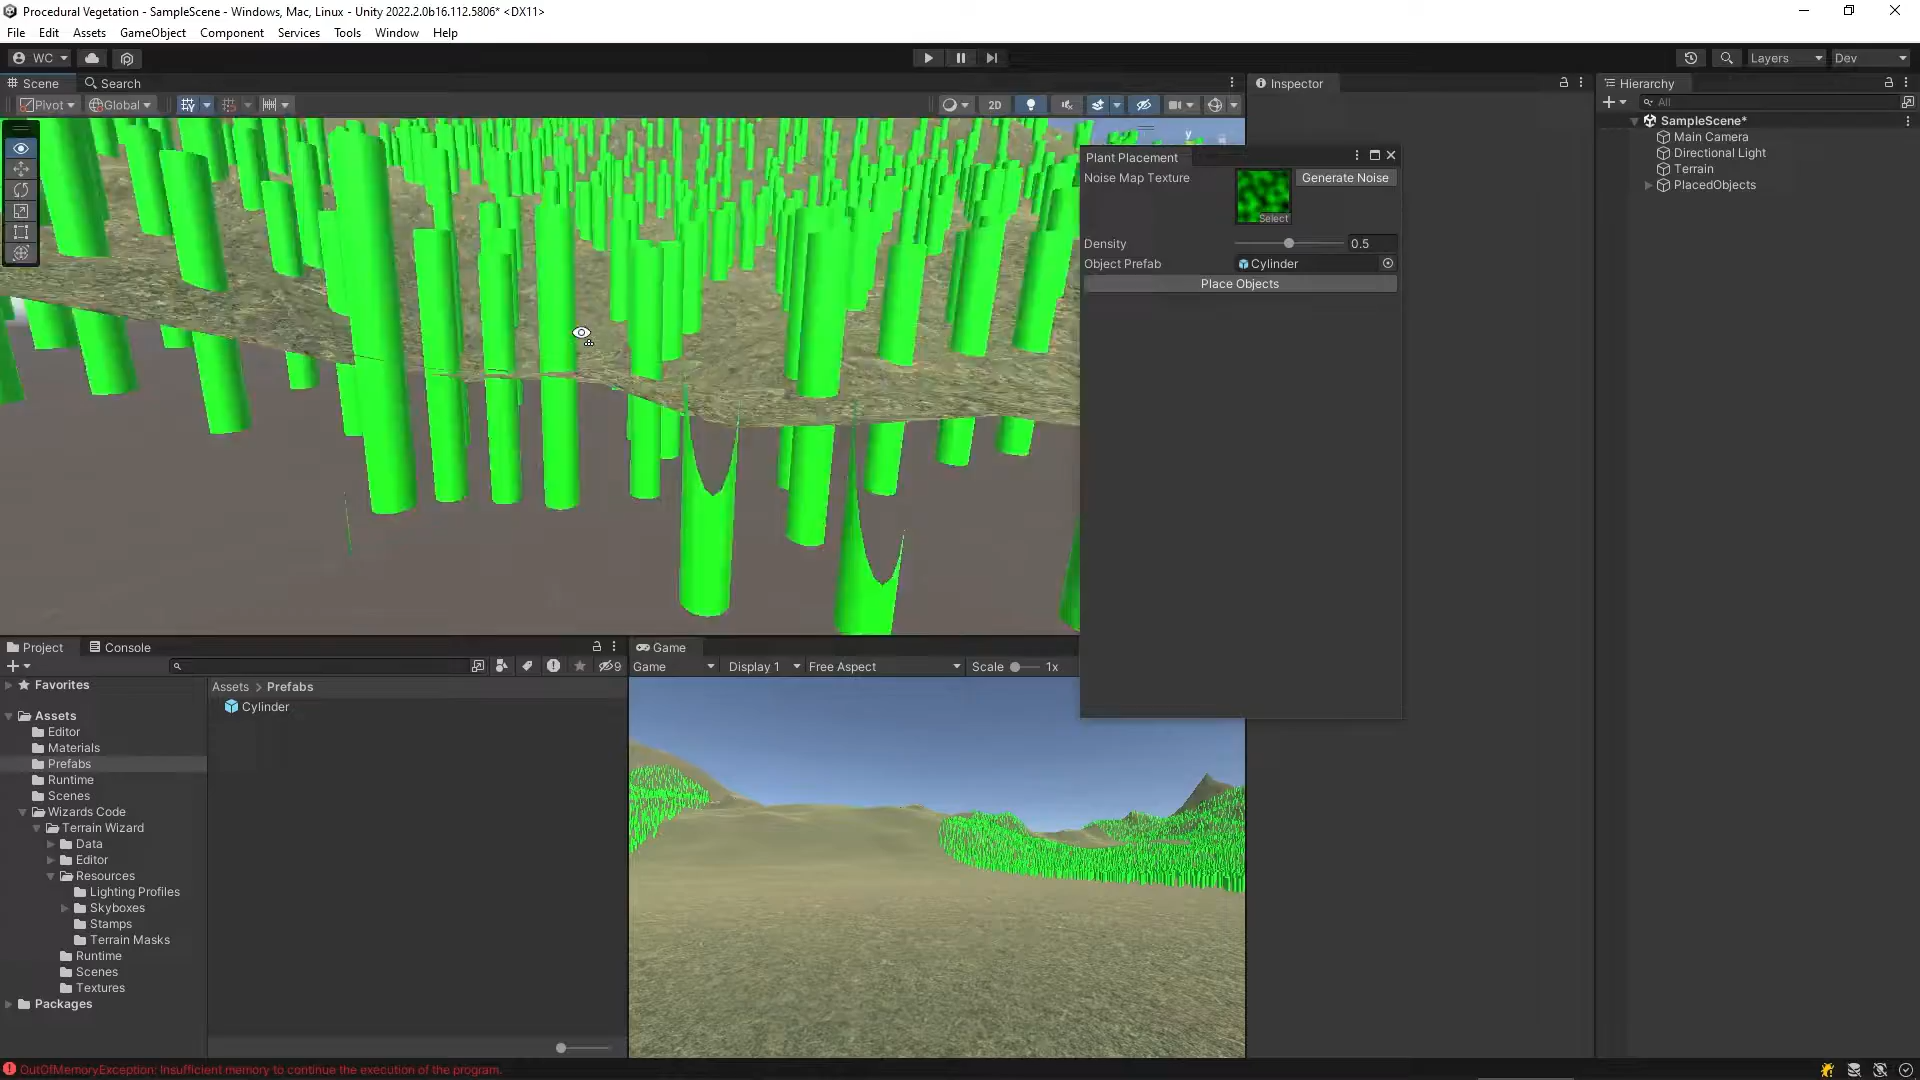 Procedural Vegetation - SampleScene - Windows, Mac, Linux - Unity 2022.2.0b16.112.5806* <DX11>
File Edit Assets GameObject Component Services Tools Window Help
WC Layers Dev
Scene Search Inspector Hierarchy
Pivot Global 2D All
SampleScene*
Main Camera
Directional Light
Terrain
PlacedObjects
y
Plant Placement
Noise Map Texture Generate Noise
Select
Density 0.5
Object Prefab Cylinder
Place Objects
Project Console Game
9 Game Display 1 Free Aspect Scale 1x
Favorites
Assets > Prefabs
Cylinder
Assets
Editor
Materials
Prefabs
Runtime
Scenes
Wizards Code
Terrain Wizard
Data
Editor
Resources
Lighting Profiles
Skyboxes
Stamps
Terrain Masks
Runtime
Scenes
Textures
Packages
OutOfMemoryException: Insufficient memory to continue the execution of the program.